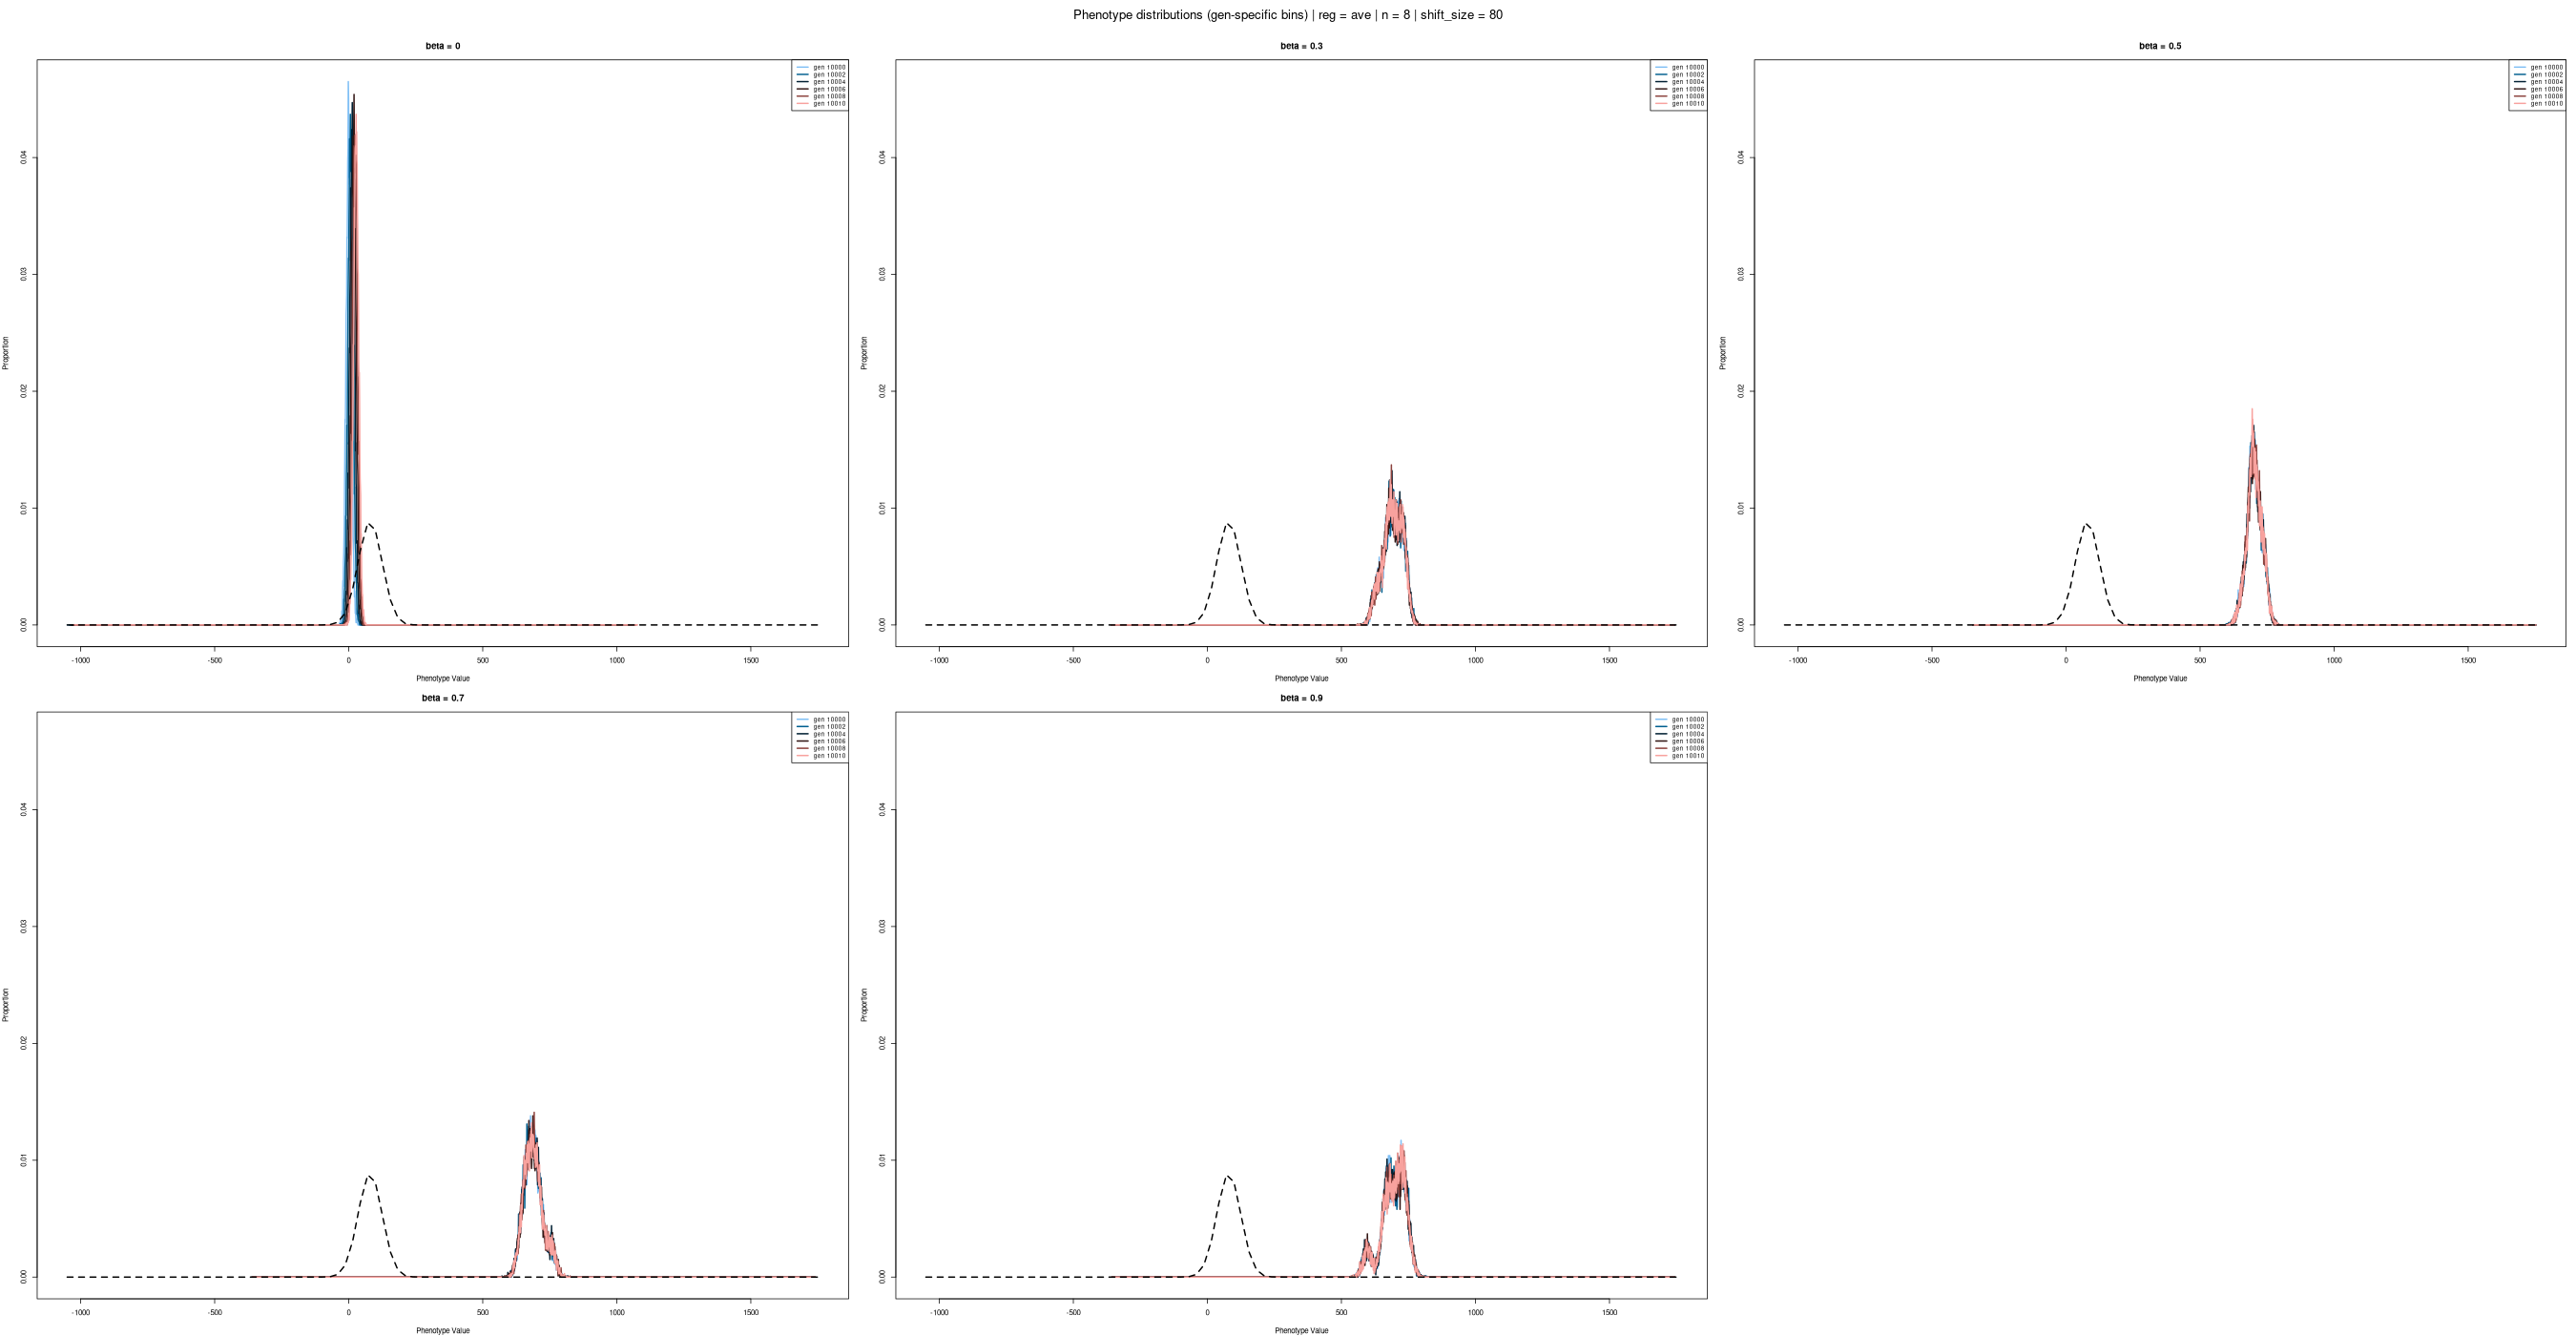 Phenotype distributions (gen-specific bins) | reg = ave | n = 8 | shift_size = 80
beta = 0
gen 10000
gen 10002
gen 10004
gen 10006
gen 10008
gen 10010
Proportion
0.00
0.01
0.02
0.03
0.04
-1000
-500
0
500
1000
1500
Phenotype Value
beta = 0.3
gen 10000
gen 10002
gen 10004
gen 10006
gen 10008
gen 10010
Proportion
0.00
0.01
0.02
0.03
0.04
-1000
-500
0
500
1000
1500
Phenotype Value
beta = 0.5
gen 10000
gen 10002
gen 10004
gen 10006
gen 10008
gen 10010
Proportion
0.00
0.01
0.02
0.03
0.04
-1000
-500
0
500
1000
1500
Phenotype Value
beta = 0.7
gen 10000
gen 10002
gen 10004
gen 10006
gen 10008
gen 10010
Proportion
0.00
0.01
0.02
0.03
0.04
-1000
-500
0
500
1000
1500
Phenotype Value
beta = 0.9
gen 10000
gen 10002
gen 10004
gen 10006
gen 10008
gen 10010
Proportion
0.00
0.01
0.02
0.03
0.04
-1000
-500
0
500
1000
1500
Phenotype Value